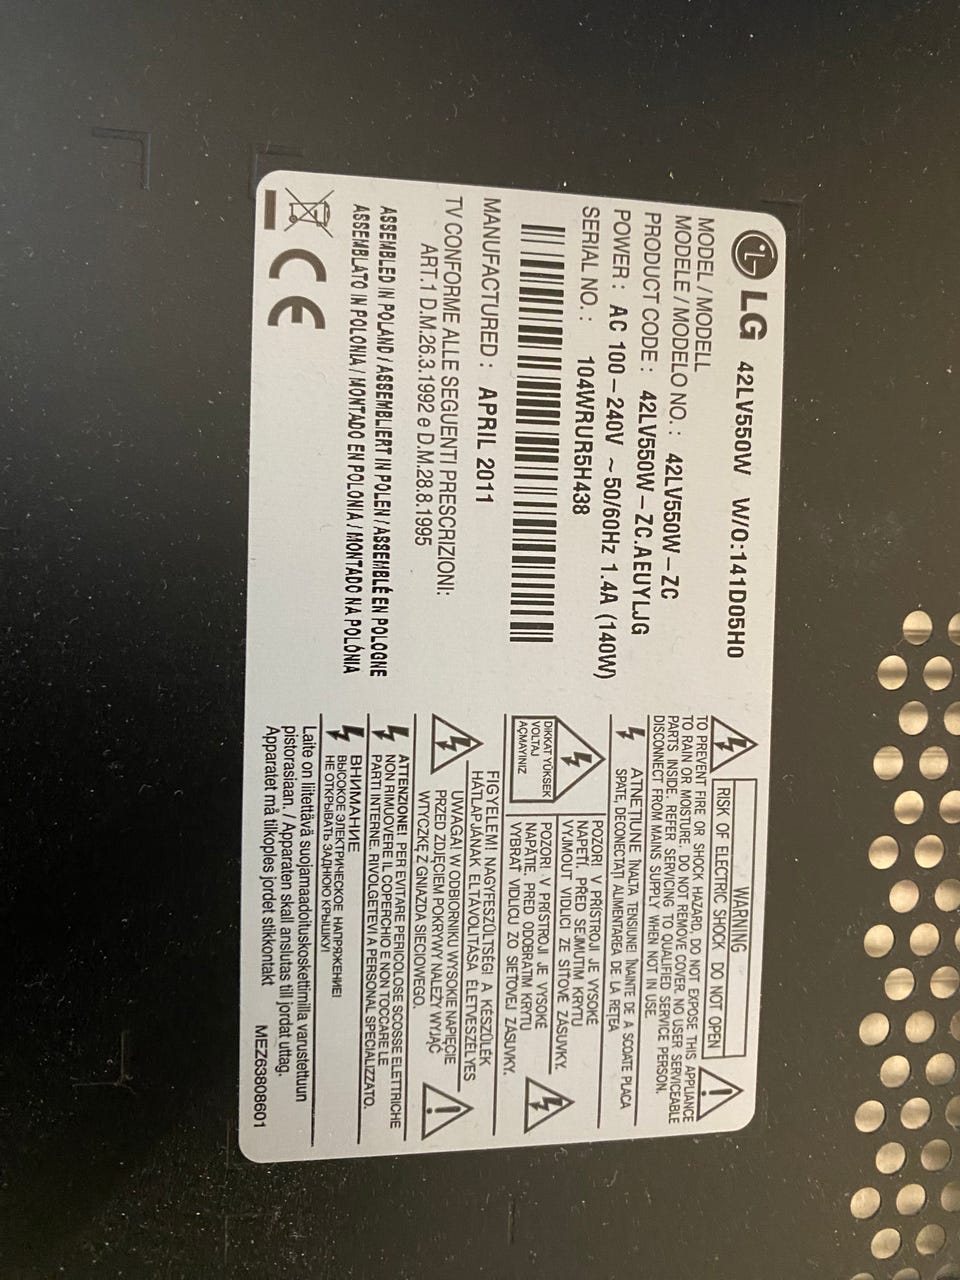 LG 42LV550W W/O:141D05H0
MODEL / MODELL
MODELE / MODELO NO. : 42LV550W-ZC
PRODUCT CODE : 42LV550W-ZC.AEUYLJG
POWER : AC 100-240V ~50/60Hz 1.4A (140W)
SERIAL NO. : 104WRUR5H438
MANUFACTURED : APRIL 2011
TV CONFORME ALLE SEGUENTI PRESCRIZIONI:
ART.1 D.M.26.3.1992 e D.M.28.8.1995
ASSEMBLED IN POLAND / ASSEMBLIERT IN POLEN / ASSEMBLÉ EN POLOGNE
ASSEMBLATO IN POLONIA / MONTADO EN POLONIA / MONTADO NA POLÓNIA
CE
WARNING
RISK OF ELECTRIC SHOCK DO NOT OPEN
TO PREVENT FIRE OR SHOCK HAZARD, DO NOT EXPOSE THIS APPLIANCE
TO RAIN OR MOISTURE. DO NOT REMOVE COVER. NO USER SERVICEABLE
PARTS INSIDE. REFER SERVICING TO QUALIFIED SERVICE PERSON.
DISCONNECT FROM MAINS SUPPLY WHEN NOT IN USE.
ATNEŢIUNE ÎNALTA TENSIUNE! ÎNAINTE DE A SCOATE PLACA
SPATE, DECONECTAŢI ALIMENTAREA DE LA REŢEA
DIKKAT YÜKSEK
VOLTAJ
AÇMAYINIZ
POZOR! V PŘÍSTROJI JE VYSOKÉ
NAPĚTÍ. PŘED SEJMUTÍM KRYTU
VYJMOUT VIDLICI ZE SÍŤOVÉ ZÁSUVKY.
POZOR! V PRÍSTROJI JE VYSOKÉ
NAPÄTIE, PRED ODOBRATÍM KRYTU
VYBRAŤ VIDLICU ZO SIEŤOVEJ ZÁSUVKY.
FIGYELEM! NAGYFESZÜLTSÉG! A KÉSZÜLÉK
HÁTLAPJÁNAK ELTÁVOLÍTÁSA ÉLETVESZÉLYES
UWAGA! W ODBIORNIKU WYSOKIE NAPIĘCIE
PRZED ZDJĘCIEM POKRYWY NALEŻY WYJĄĆ
WTYCZKĘ Z GNIAZDA SIECIOWEGO.
ATTENZIONE! PER EVITARE PERICOLOSE SCOSSE ELETTRICHE
NON RIMUOVERE IL COPERCHIO E NON TOCCARE LE
PARTI INTERNE. RIVOLGETEVI A PERSONAL SPECIALIZZATO.
ВНИМАНИЕ
ВЫСОКОЕ ЭЛЕКТРИЧЕСКОЕ НАПРЯЖЕНИЕ!
НЕ ОТКРЫВАТЬ ЗАДНЮЮ КРЫШКУ!
Laite on liitettävä suojamaadoituskoskettimilla varustettuun
pistorasiaan. / Apparaten skall anslutas till jordat uttag.
Apparatet må tilkoples jordet stikkontakt
MEZ63808601